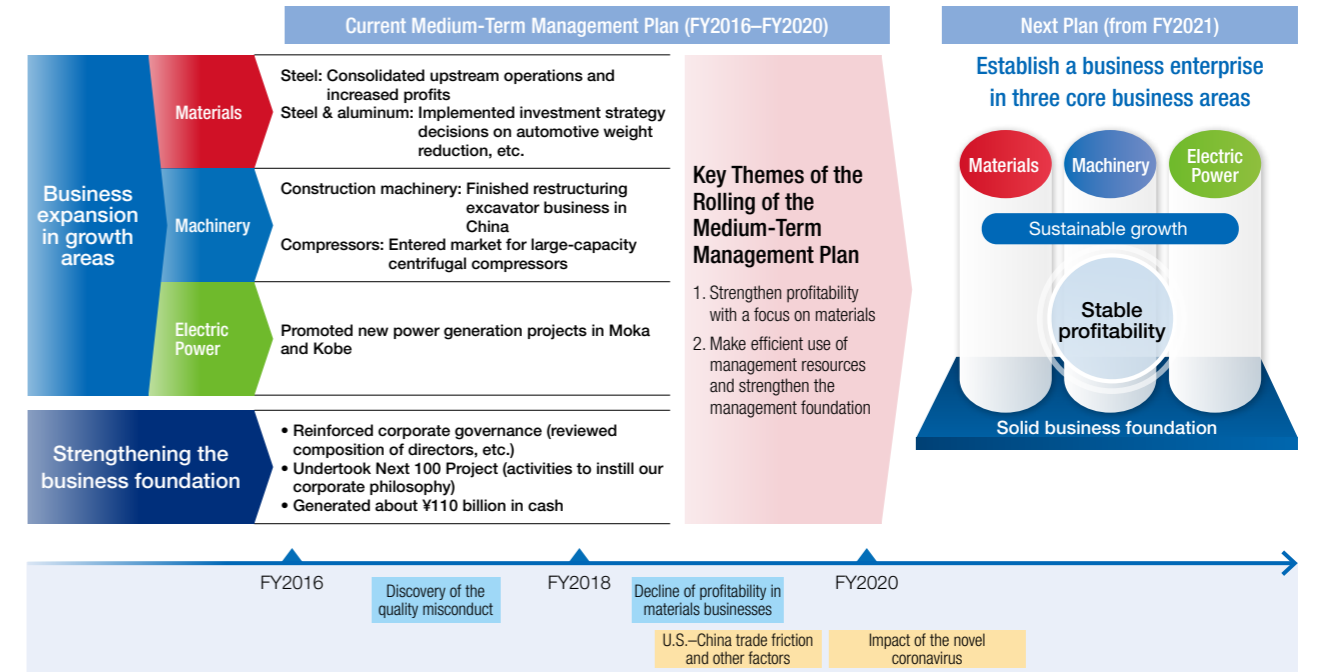 Current Medium-Term Management Plan (FY2016–FY2020)
Next Plan (from FY2021)
Business
expansion
in growth
areas
Materials
Steel: Consolidated upstream operations and
increased profits
Steel & aluminum: Implemented investment strategy
decisions on automotive weight
reduction, etc.
Machinery
Construction machinery: Finished restructuring
excavator business in
China
Compressors: Entered market for large-capacity
centrifugal compressors
Electric
Power
Promoted new power generation projects in Moka
and Kobe
Strengthening the
business foundation
• Reinforced corporate governance (reviewed
composition of directors, etc.)
• Undertook Next 100 Project (activities to instill our
corporate philosophy)
• Generated about ¥110 billion in cash
Key Themes of the
Rolling of the
Medium-Term
Management Plan
1. Strengthen profitability
with a focus on materials
2. Make efficient use of
management resources
and strengthen the
management foundation
Establish a business enterprise
in three core business areas
Materials
Machinery
Electric
Power
Sustainable growth
Stable
profitability
Solid business foundation
FY2016
FY2018
FY2020
Discovery of the
quality misconduct
Decline of profitability in
materials businesses
U.S.–China trade friction
and other factors
Impact of the novel
coronavirus